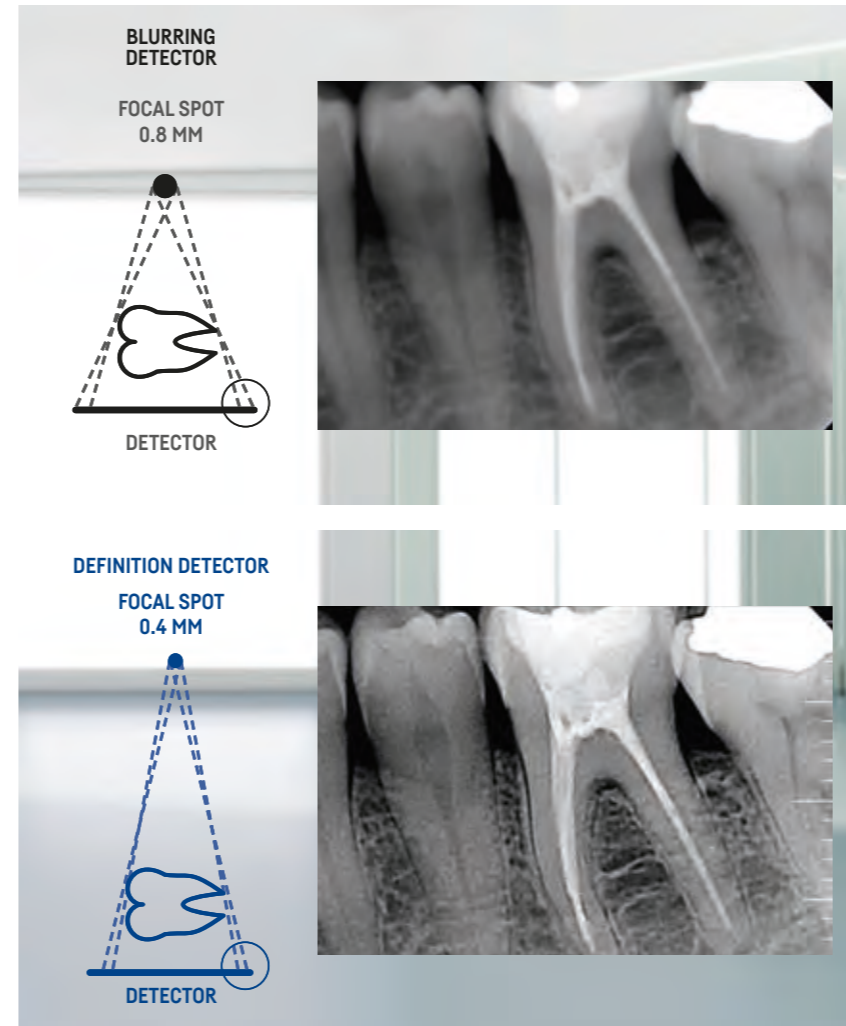 BLURRING
DETECTOR
FOCAL SPOT
0.8 MM
DETECTOR
DEFINITION DETECTOR
FOCAL SPOT
0.4 MM
DETECTOR